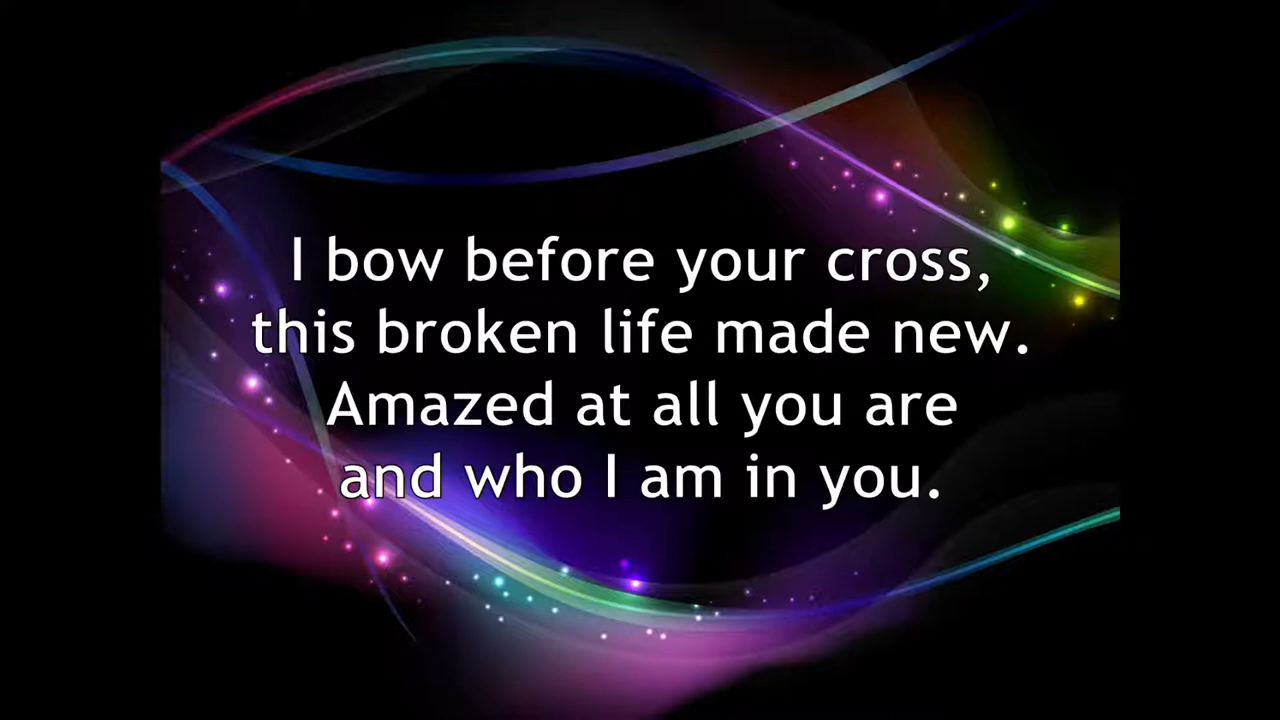 I bow before your cross,
this broken life made new.
Amazed at all you are
and who I am in you.